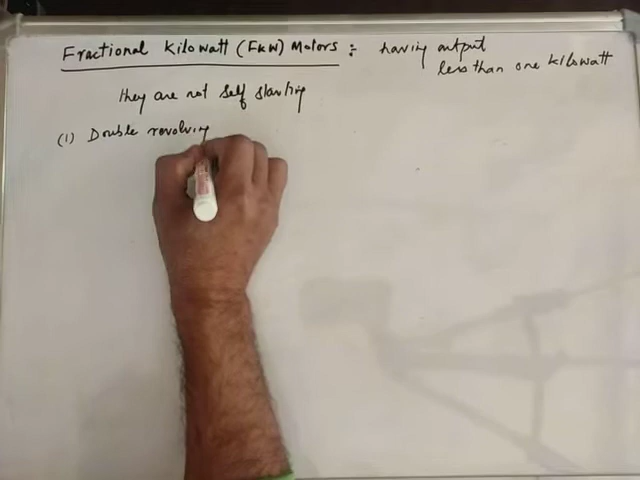 Fractional Kilowatt (FKW) Motors : having output
less than one kilowatt
They are not self starting
(1) Double revolving